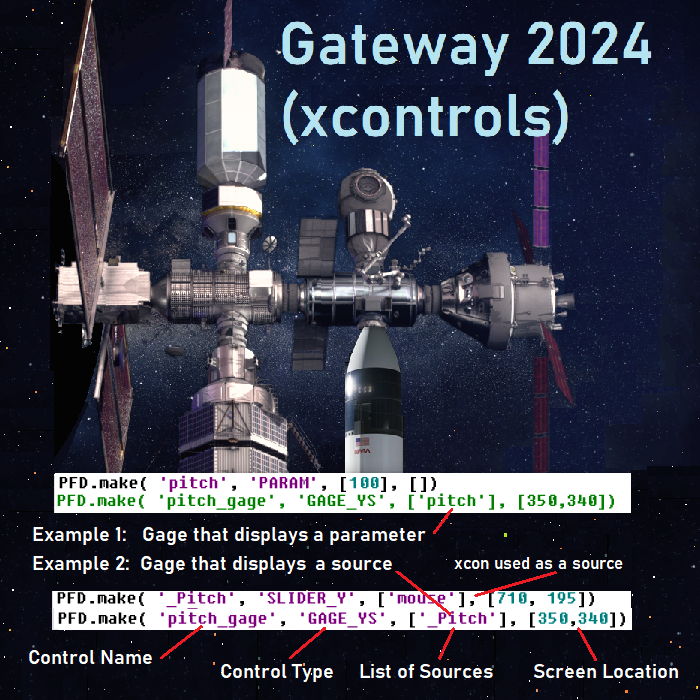 Gateway 2024
(xcontrols)
NASA
PFD.make( 'pitch', 'PARAM', [100], [])
PFD.make( 'pitch_gage', 'GAGE_YS', ['pitch'], [350,340])
Example 1: Gage that displays a parameter
Example 2: Gage that displays a source
xcon used as a source
PFD.make( '_Pitch', 'SLIDER_Y', ['mouse'], [710, 195])
PFD.make( 'pitch_gage', 'GAGE_YS', ['_Pitch'], [350,340])
Control Name
Control Type
List of Sources
Screen Location